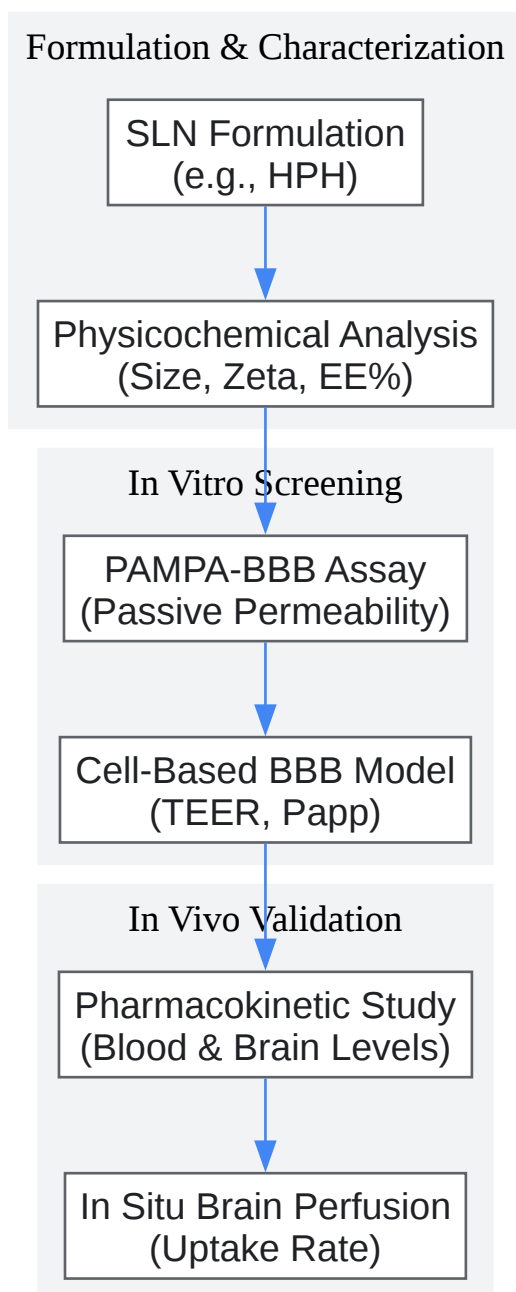 Formulation & Characterization
SLN Formulation
(e.g., HPH)
Physicochemical Analysis
(Size, Zeta, EE%)
In Vitro Screening
PAMPA-BBB Assay
(Passive Permeability)
Cell-Based BBB Model
(TEER, Papp)
In Vivo Validation
Pharmacokinetic Study
(Blood & Brain Levels)
In Situ Brain Perfusion
(Uptake Rate)